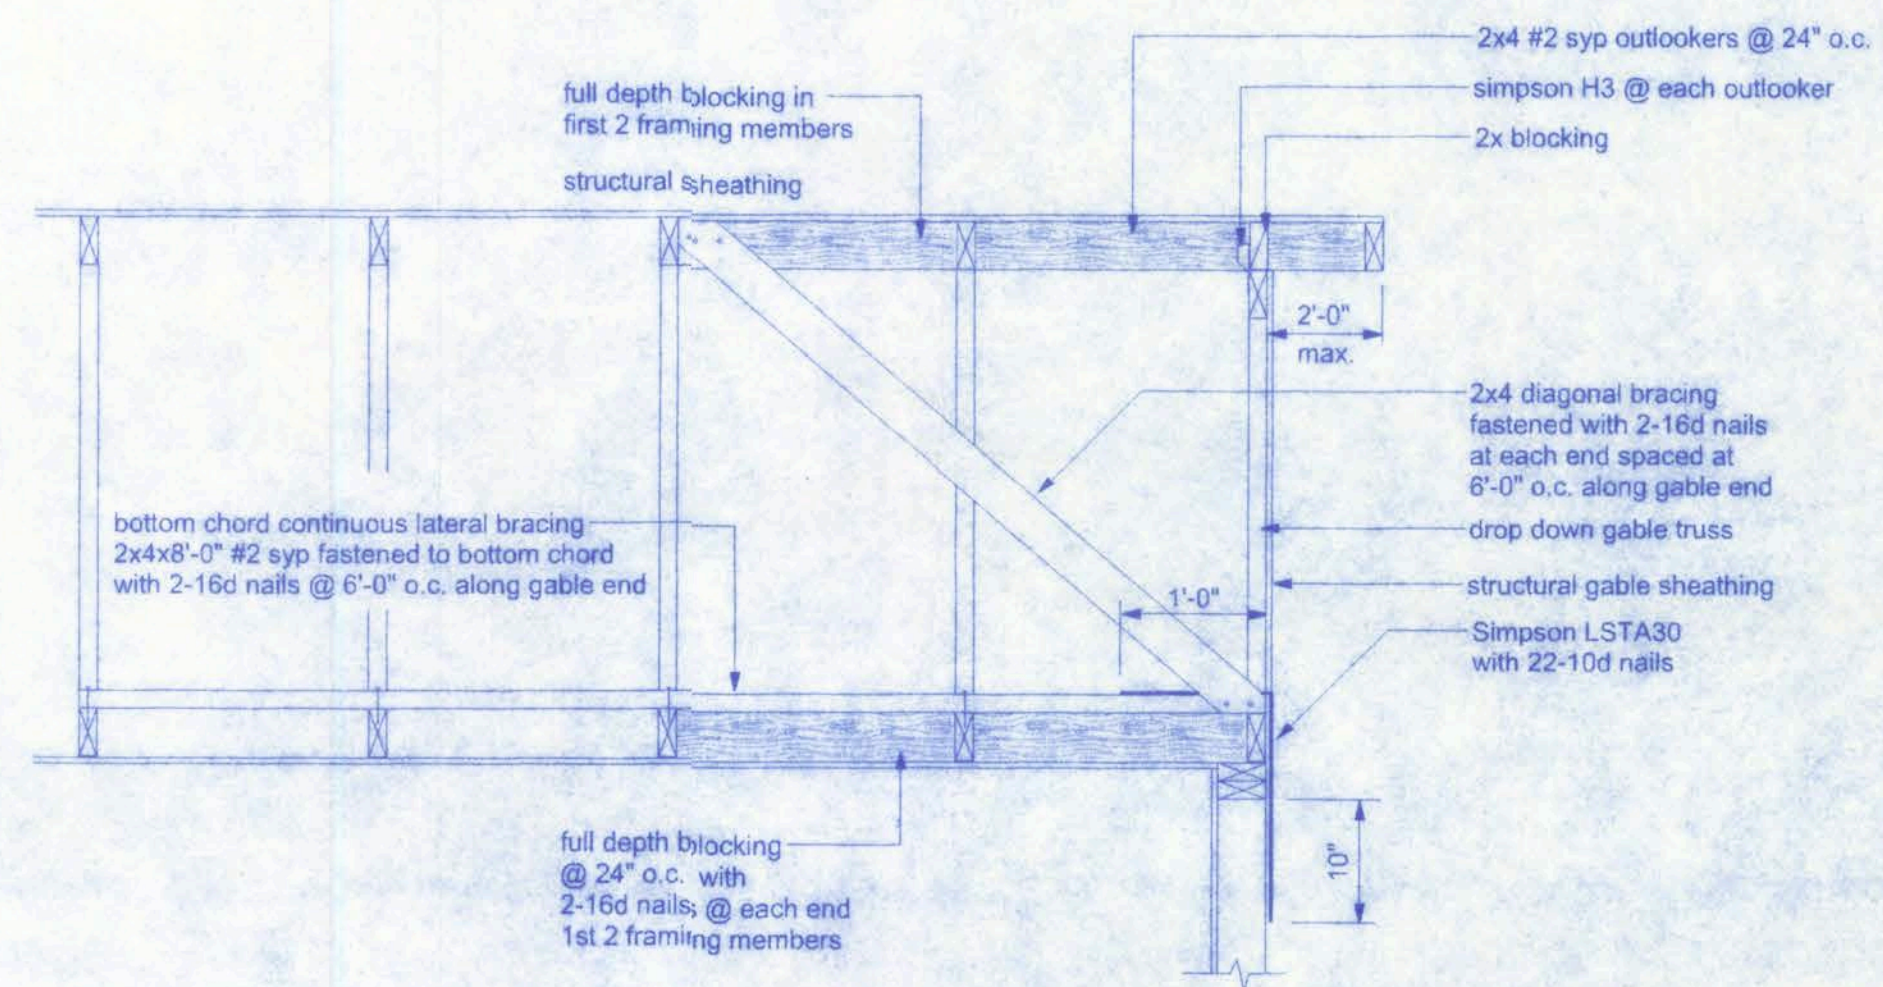 2x4 #2 syp outlookers @ 24" o.c.
simpson H3 @ each outlooker
2x blocking
full depth blocking in
first 2 framing members
structural sheathing
2'-0"
max.
2x4 diagonal bracing
fastened with 2-16d nails
at each end spaced at
6'-0" o.c. along gable end
drop down gable truss
structural gable sheathing
Simpson LSTA30
with 22-10d nails
bottom chord continuous lateral bracing
2x4x8'-0" #2 syp fastened to bottom chord
with 2-16d nails @ 6'-0" o.c. along gable end
1'-0"
full depth blocking
@ 24" o.c. with
2-16d nails @ each end
1st 2 framing members
10"